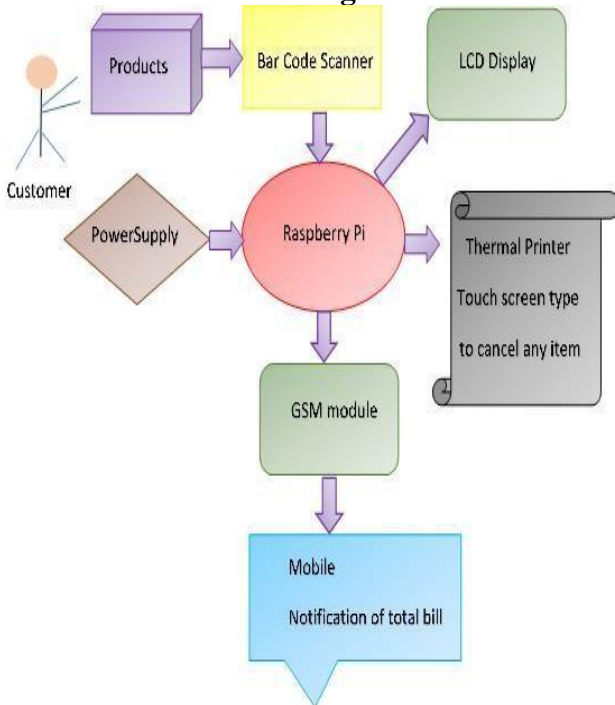 Products
Bar Code Scanner
LCD Display
Customer
PowerSupply
Raspberry Pi
Thermal Printer
Touch screen type
to cancel any item
GSM module
Mobile
Notification of total bill